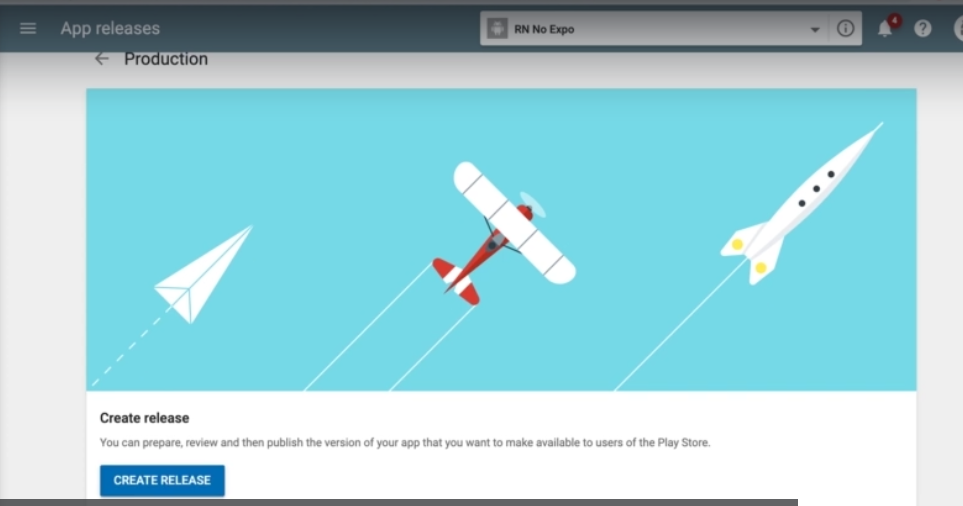 App releases
RN No Expo
4
Production
Create release
You can prepare, review and then publish the version of your app that you want to make available to users of the Play Store.
CREATE RELEASE